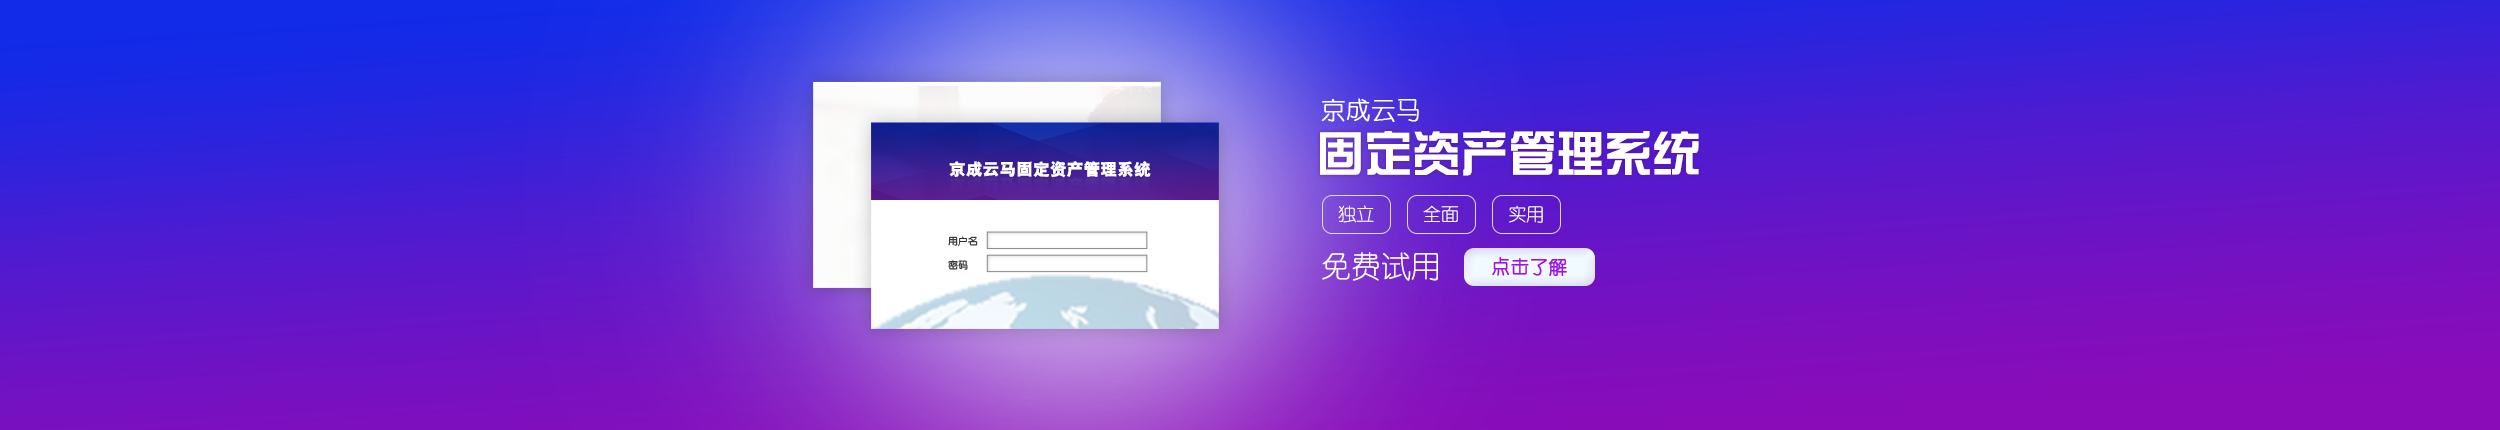 京成云马固定资产管理系统
用户名
密码
京成云马
固定资产管理系统
独立 全面 实用
免费试用 点击了解